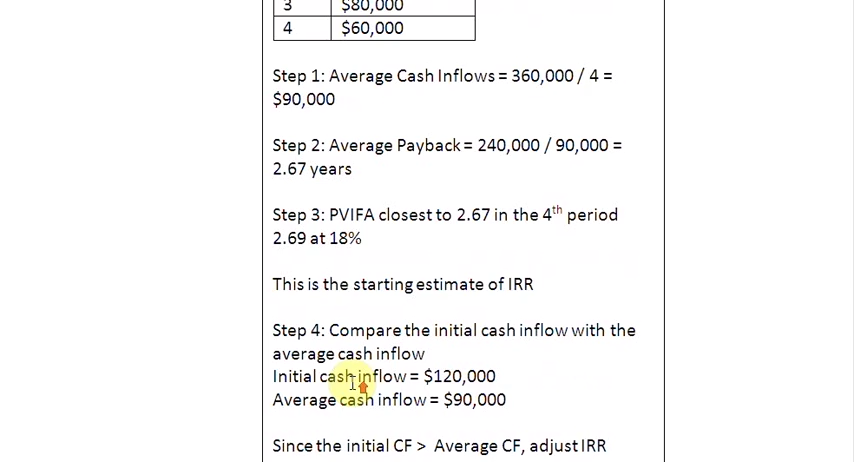 3 $80,000
4 $60,000
Step 1: Average Cash Inflows = 360,000 / 4 =
$90,000
Step 2: Average Payback = 240,000 / 90,000 =
2.67 years
Step 3: PVIFA closest to 2.67 in the 4th period
2.69 at 18%
This is the starting estimate of IRR
Step 4: Compare the initial cash inflow with the
average cash inflow
Initial cash inflow = $120,000
Average cash inflow = $90,000
Since the initial CF > Average CF, adjust IRR